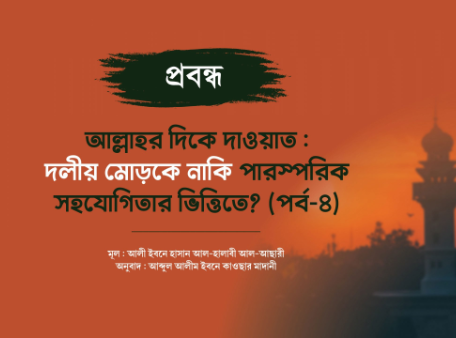 প্রবন্ধ
আল্লাহর দিকে দাওয়াত :
দলীয় মোড়কে নাকি পারস্পরিক
সহযোগিতার ভিত্তিতে? (পর্ব-৪)
মূল : আলী ইবনে হাসান আল-হালাবী আল-আছারী
অনুবাদ : আব্দুল আলীম ইবনে কাওছার মাদানী